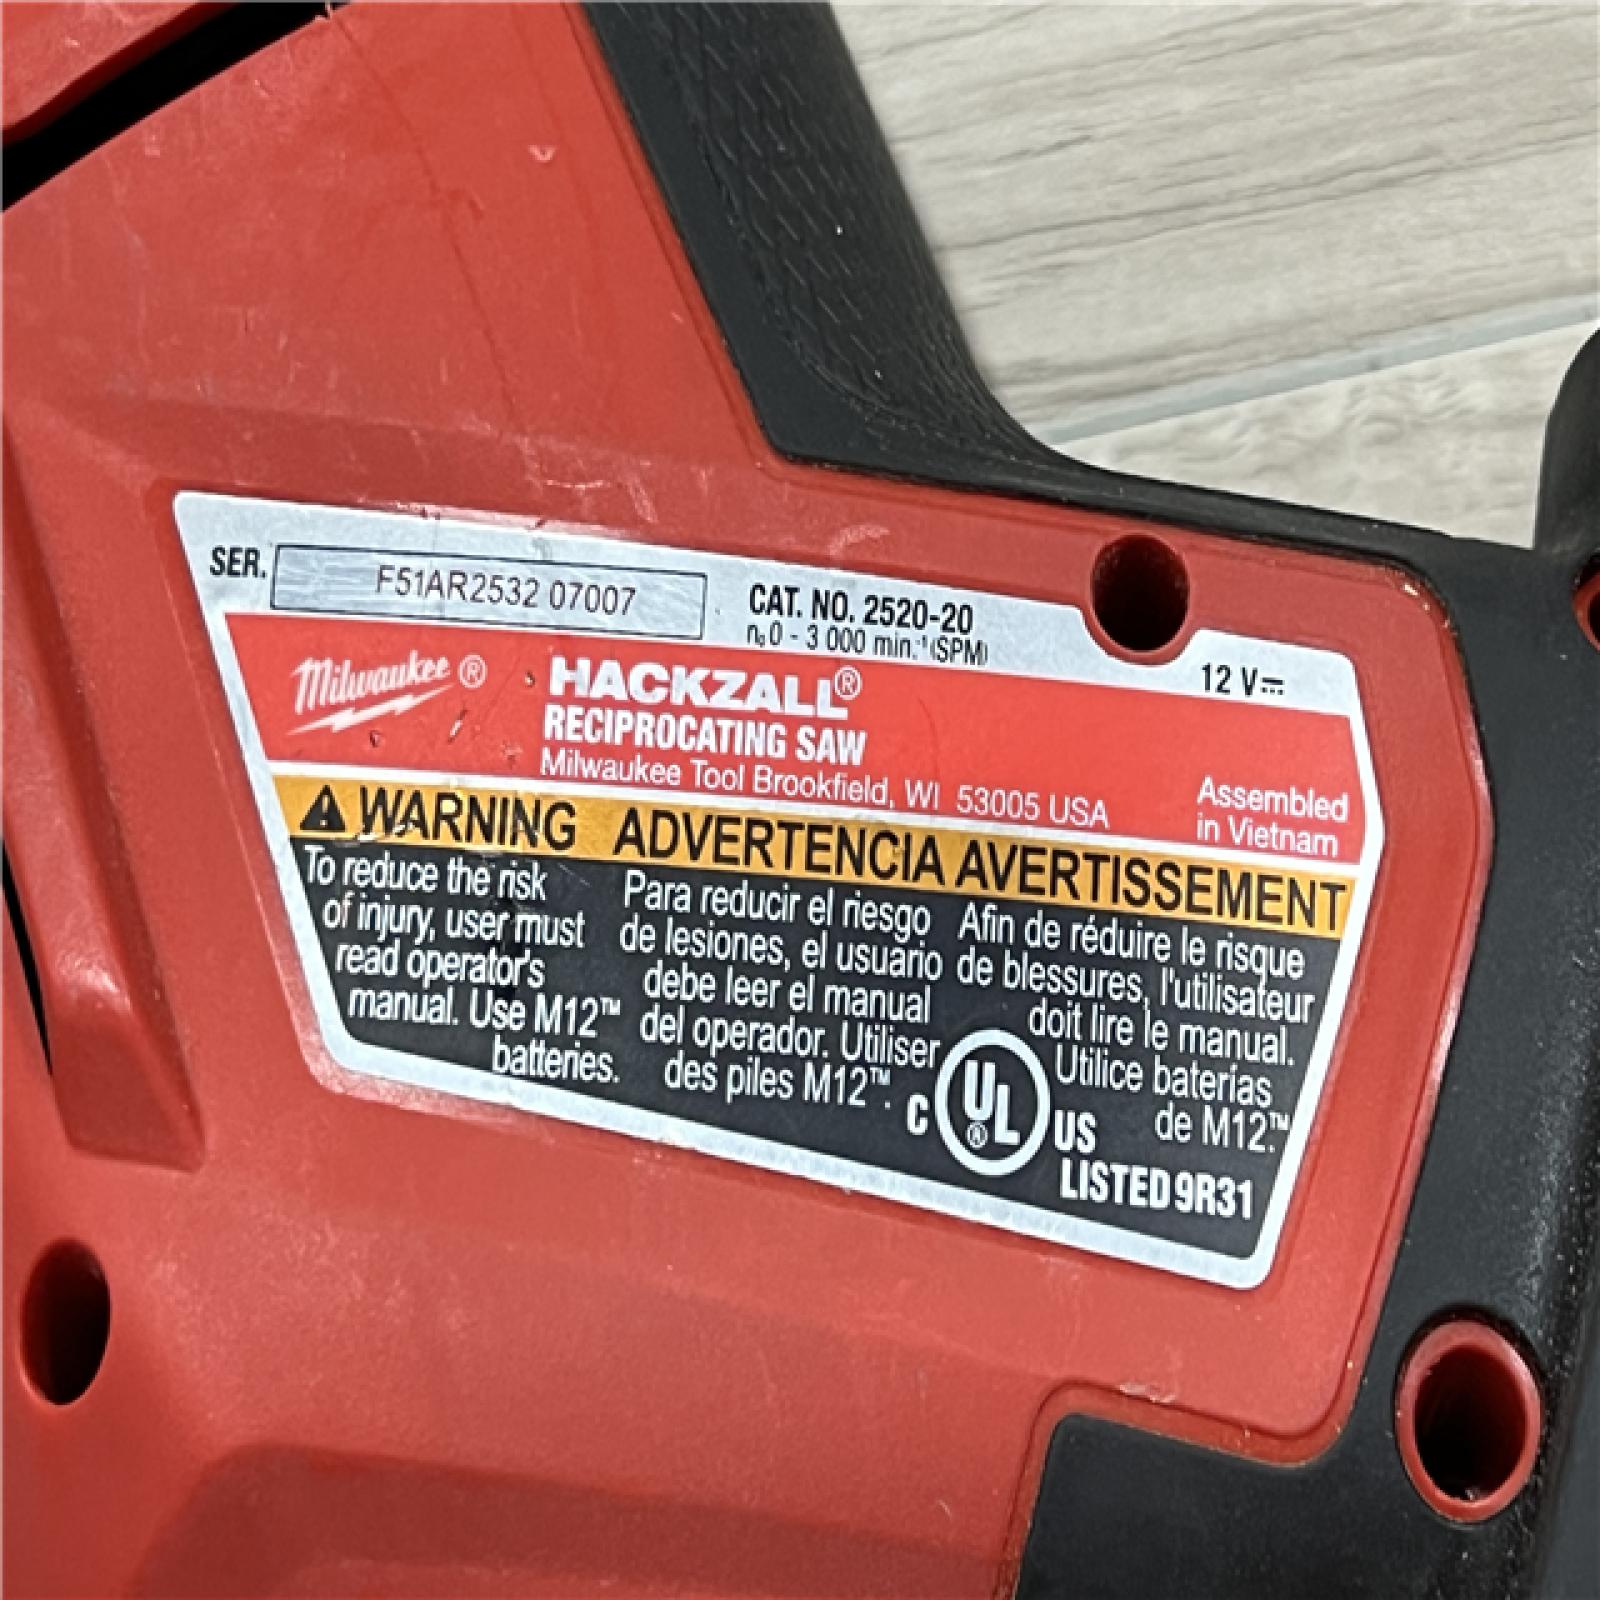 SER. F51AR2532 07007
CAT. NO. 2520-20
n₀ 0 - 3 000 min.⁻¹ (SPM)
12 V⎓
Milwaukee®
HACKZALL®
RECIPROCATING SAW
Milwaukee Tool Brookfield, WI 53005 USA
Assembled
in Vietnam
⚠ WARNING
To reduce the risk
of injury, user must
read operator's
manual. Use M12™
batteries.
ADVERTENCIA
Para reducir el riesgo
de lesiones, el usuario
debe leer el manual
del operador. Utiliser
des piles M12™.
AVERTISSEMENT
Afin de réduire le risque
de blessures, l'utilisateur
doit lire le manual.
Utilice baterías
de M12™.
C UL® US
LISTED 9R31